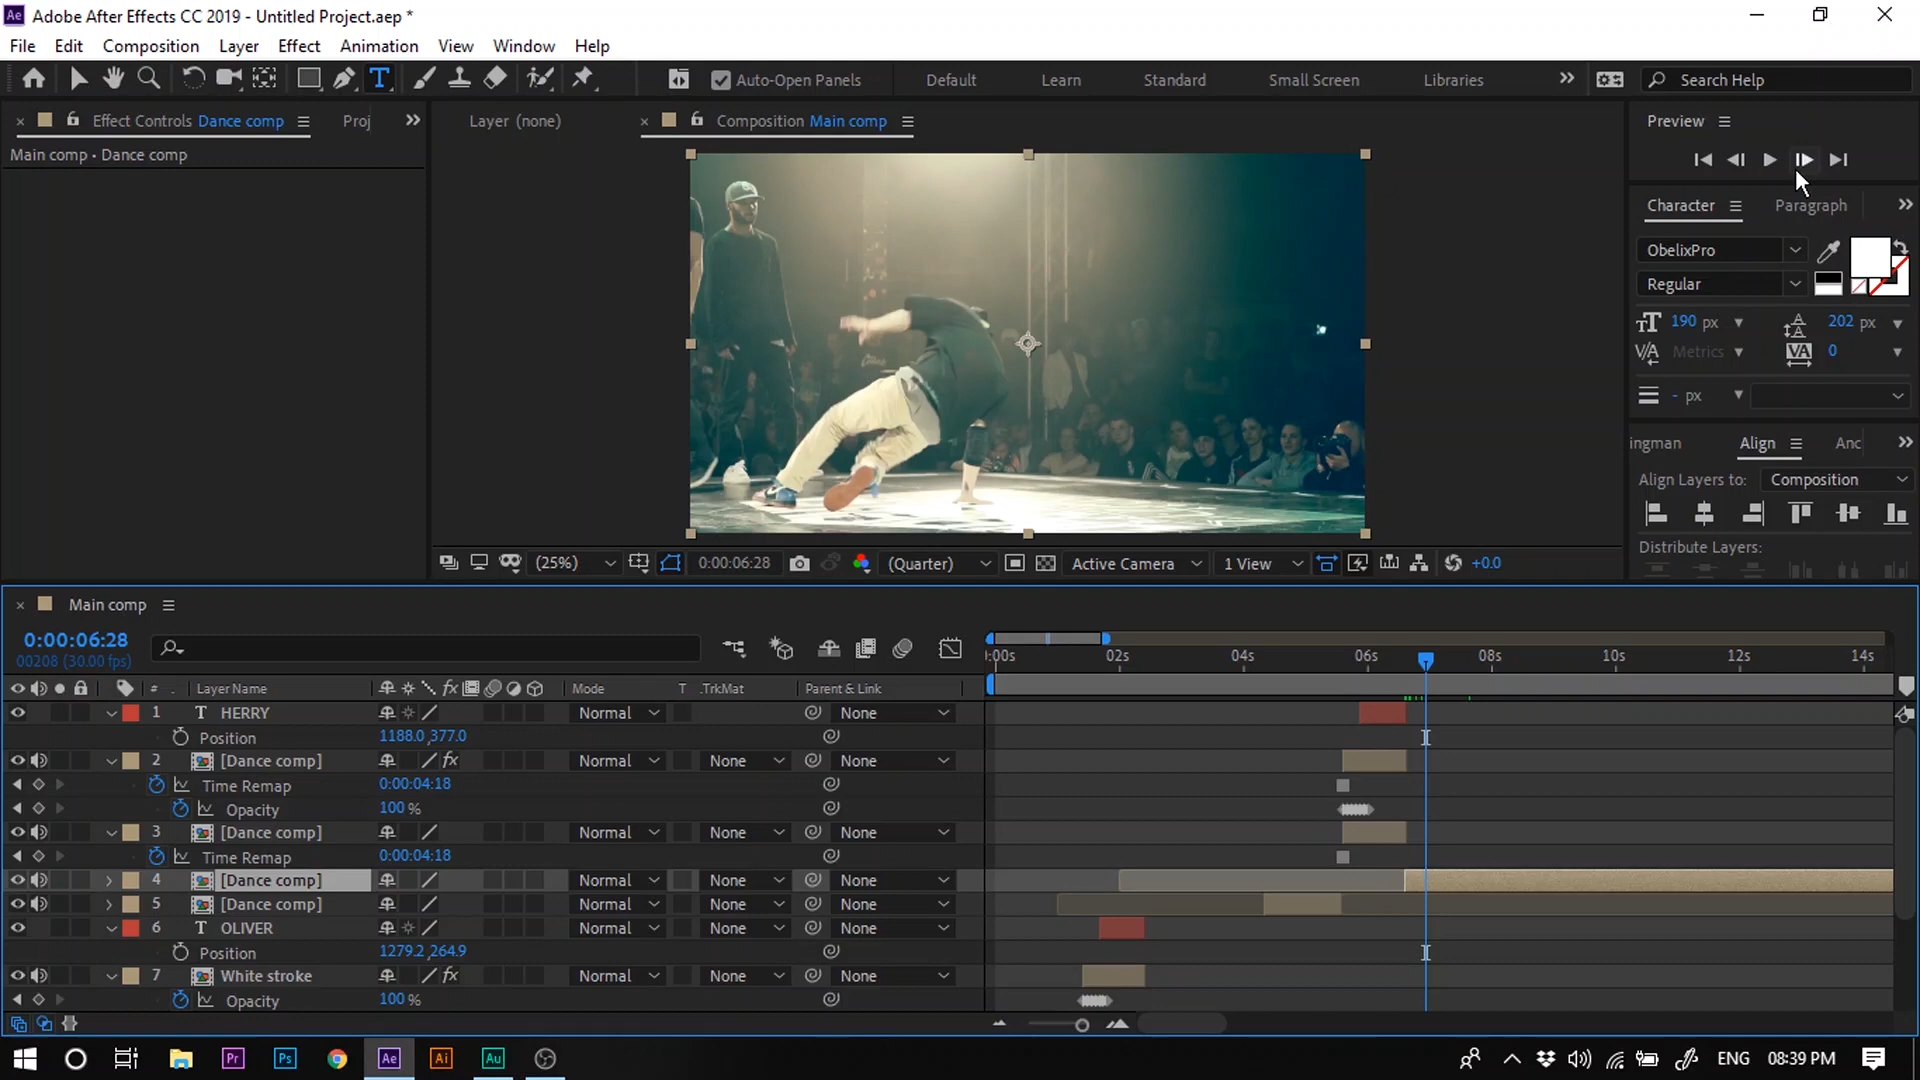 Adobe After Effects CC 2019 - Untitled Project.aep *
File Edit Composition Layer Effect Animation View Window Help
Auto-Open Panels Default Learn Standard Small Screen Libraries Search Help
Effect Controls Dance comp Proj Layer (none) Composition Main comp Preview
Main comp • Dance comp
Character Paragraph
ObelixPro
Regular
190 px 202 px
Metrics 0
- px
ingman Align Anc
Align Layers to: Composition
Distribute Layers:
(25%) 0:00:06:28 (Quarter) Active Camera 1 View +0.0
Main comp
0:00:06:28
00208 (30.00 fps)
:00s 02s 04s 06s 08s 10s 12s 14s
# Layer Name Mode T .TrkMat Parent & Link
1 T HERRY Normal None
Position 1188.0,377.0
2 [Dance comp] fx Normal None None
Time Remap 0:00:04:18
Opacity 100 %
3 [Dance comp] Normal None None
Time Remap 0:00:04:18
4 [Dance comp] Normal None None
5 [Dance comp] Normal None None
6 T OLIVER Normal None None
Position 1279.2,264.9
7 White stroke fx Normal None None
Opacity 100 %
Pr Ps Ae Ai Au ENG 08:39 PM